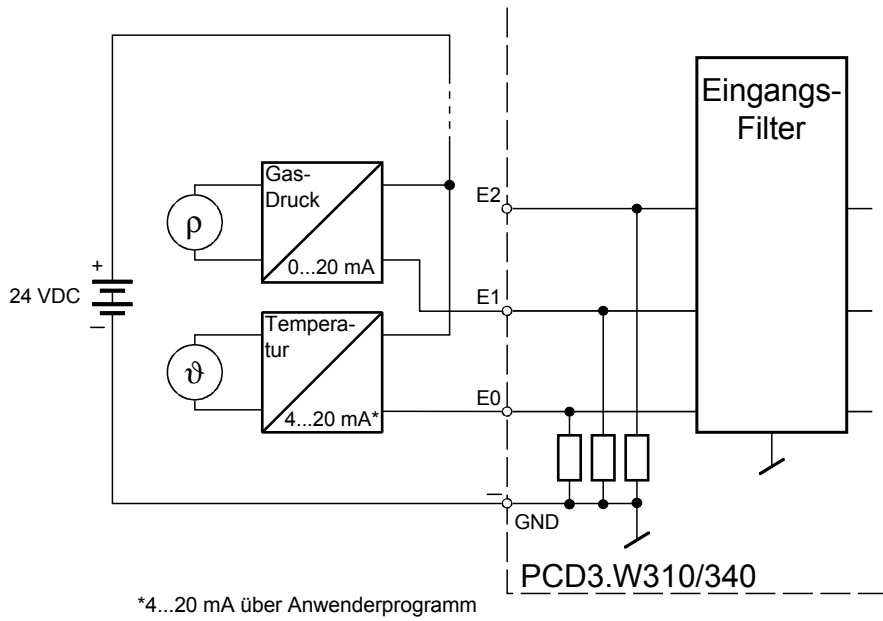 Eingangs-
Filter
Gas-
Druck
E2
ρ
0...20 mA
+
24 VDC
–
E1
Tempera-
tur
ϑ
E0
4...20 mA*
–
GND
PCD3.W310/340
*4...20 mA über Anwenderprogramm